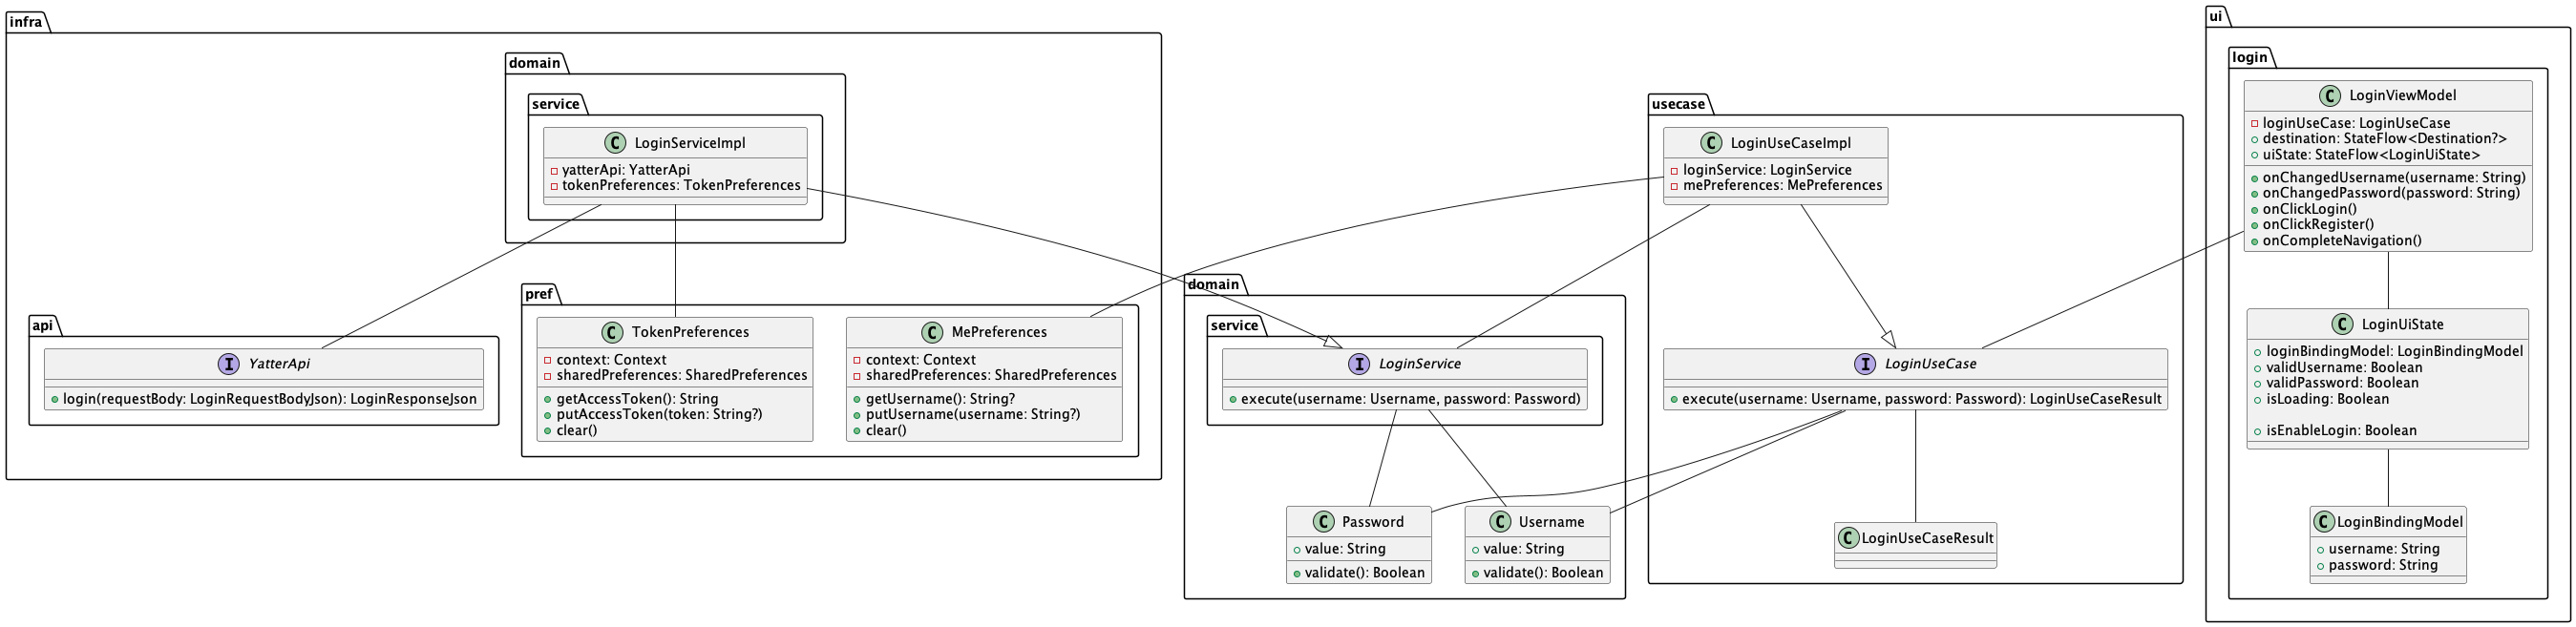 infra
domain
service
C LoginServiceImpl
yatterApi: YatterApi
tokenPreferences: TokenPreferences
api
I YatterApi
login(requestBody: LoginRequestBodyJson): LoginResponseJson
pref
C TokenPreferences
context: Context
sharedPreferences: SharedPreferences
getAccessToken(): String
putAccessToken(token: String?)
clear()
C MePreferences
context: Context
sharedPreferences: SharedPreferences
getUsername(): String?
putUsername(username: String?)
clear()
domain
service
I LoginService
execute(username: Username, password: Password)
C Password
value: String
validate(): Boolean
C Username
value: String
validate(): Boolean
usecase
C LoginUseCaseImpl
loginService: LoginService
mePreferences: MePreferences
I LoginUseCase
execute(username: Username, password: Password): LoginUseCaseResult
C LoginUseCaseResult
ui
login
C LoginViewModel
loginUseCase: LoginUseCase
destination: StateFlow<Destination?>
uiState: StateFlow<LoginUiState>
onChangedUsername(username: String)
onChangedPassword(password: String)
onClickLogin()
onClickRegister()
onCompleteNavigation()
C LoginUiState
loginBindingModel: LoginBindingModel
validUsername: Boolean
validPassword: Boolean
isLoading: Boolean
isEnableLogin: Boolean
C LoginBindingModel
username: String
password: String